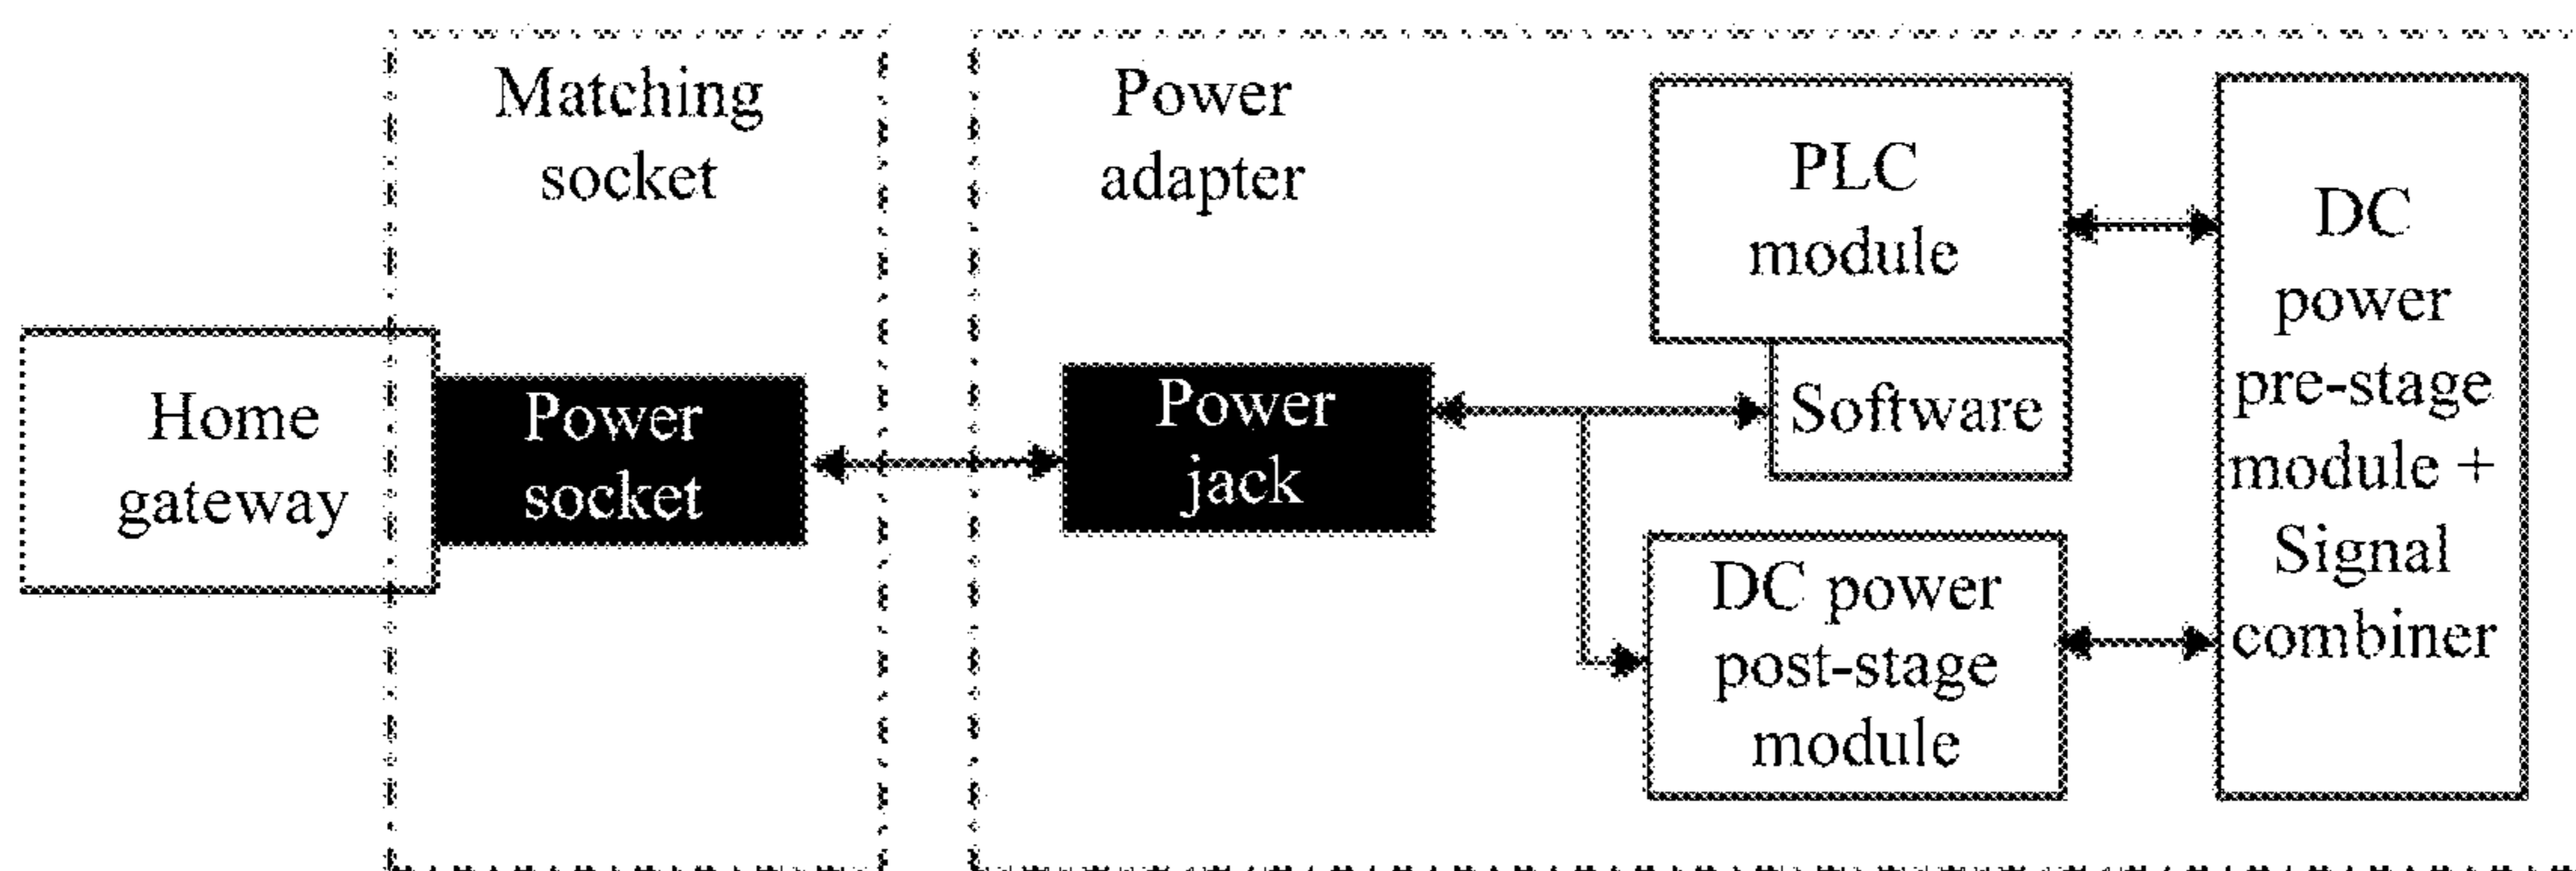 Matching
socket
Power
adapter
PLC
module
DC
power
pre-stage
module +
Signal
combiner
Home
gateway
Power
socket
Power
jack
Software
DC power
post-stage
module